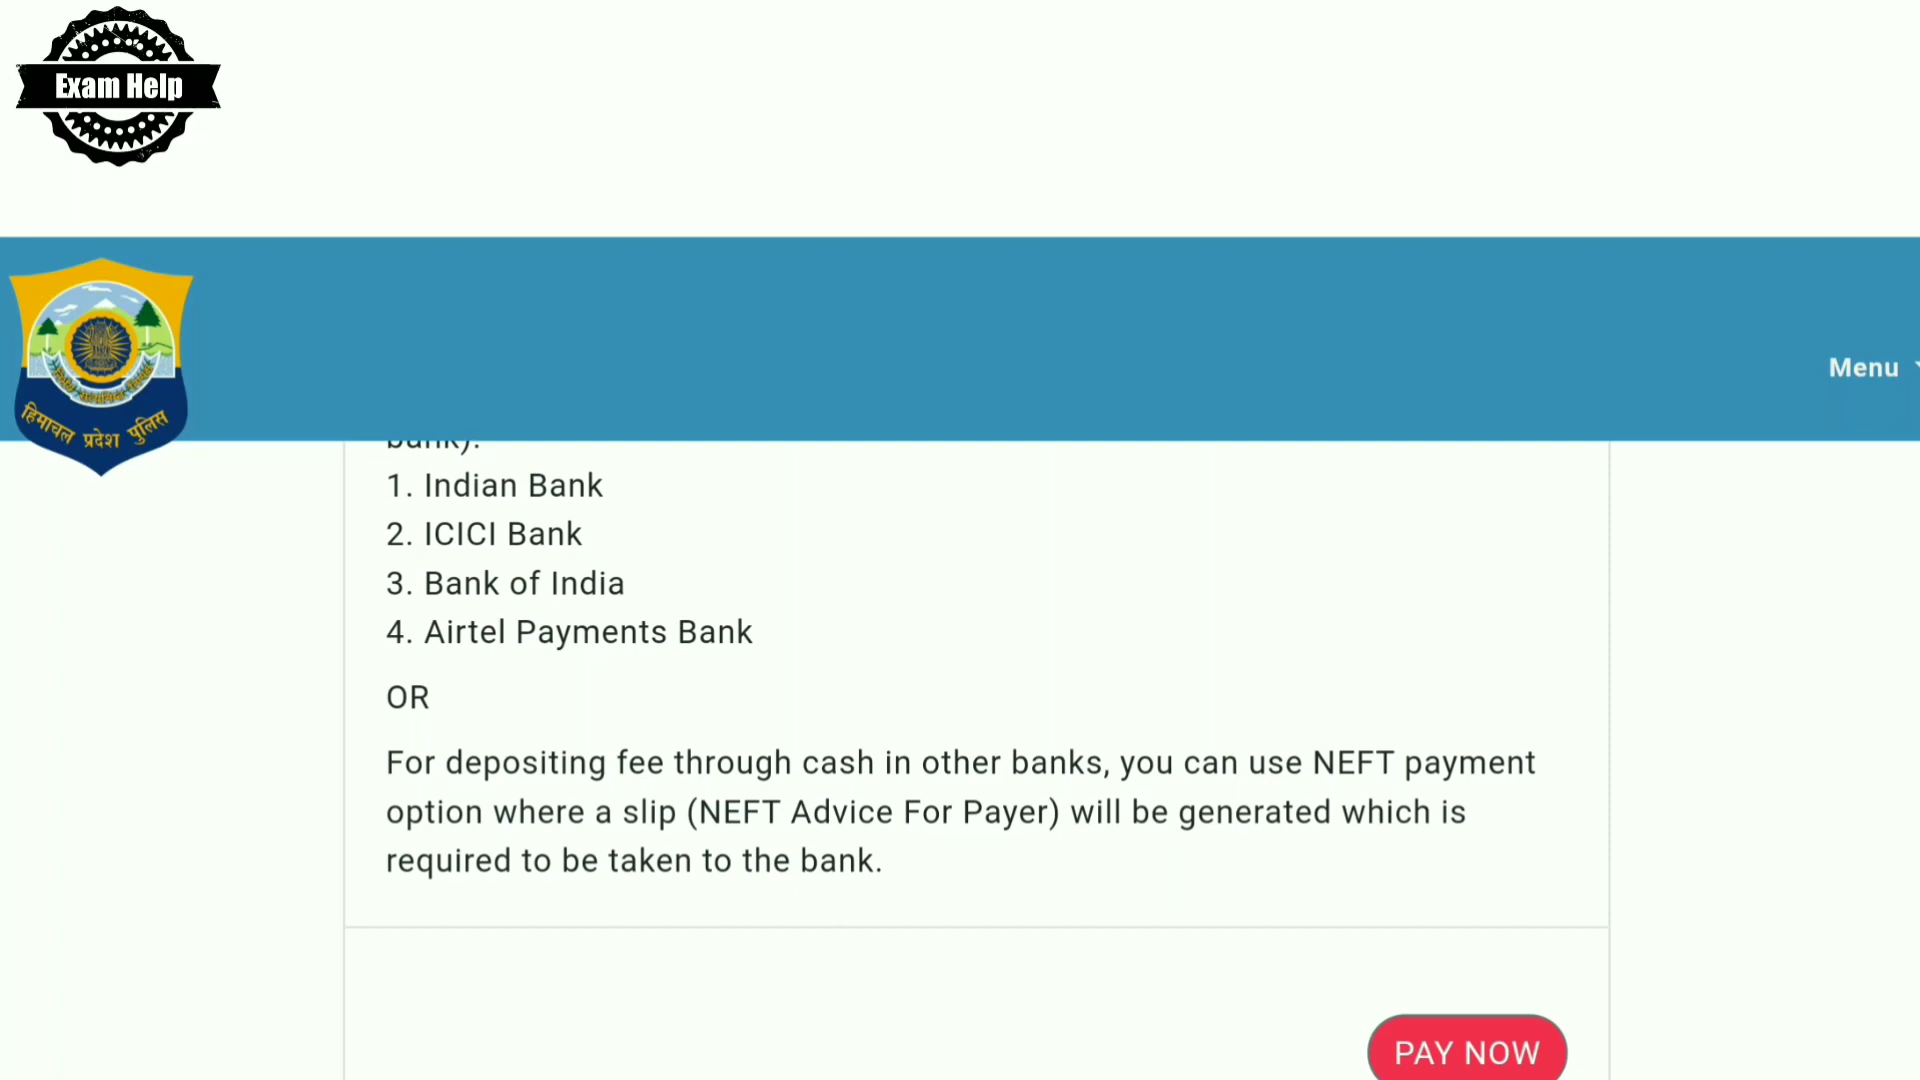 Exam Help
हिमाचल प्रदेश पुलिस
Menu
bank).
1. Indian Bank
2. ICICI Bank
3. Bank of India
4. Airtel Payments Bank
OR
For depositing fee through cash in other banks, you can use NEFT payment
option where a slip (NEFT Advice For Payer) will be generated which is
required to be taken to the bank.
PAY NOW